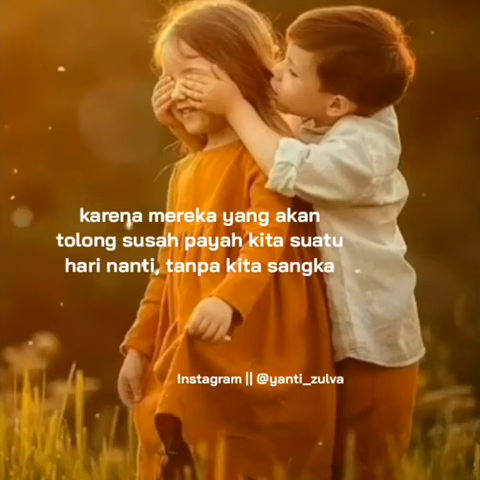 karena mereka yang akan
tolong susah payah kita suatu
hari nanti, tanpa kita sangka
Instagram || @yanti_zulva